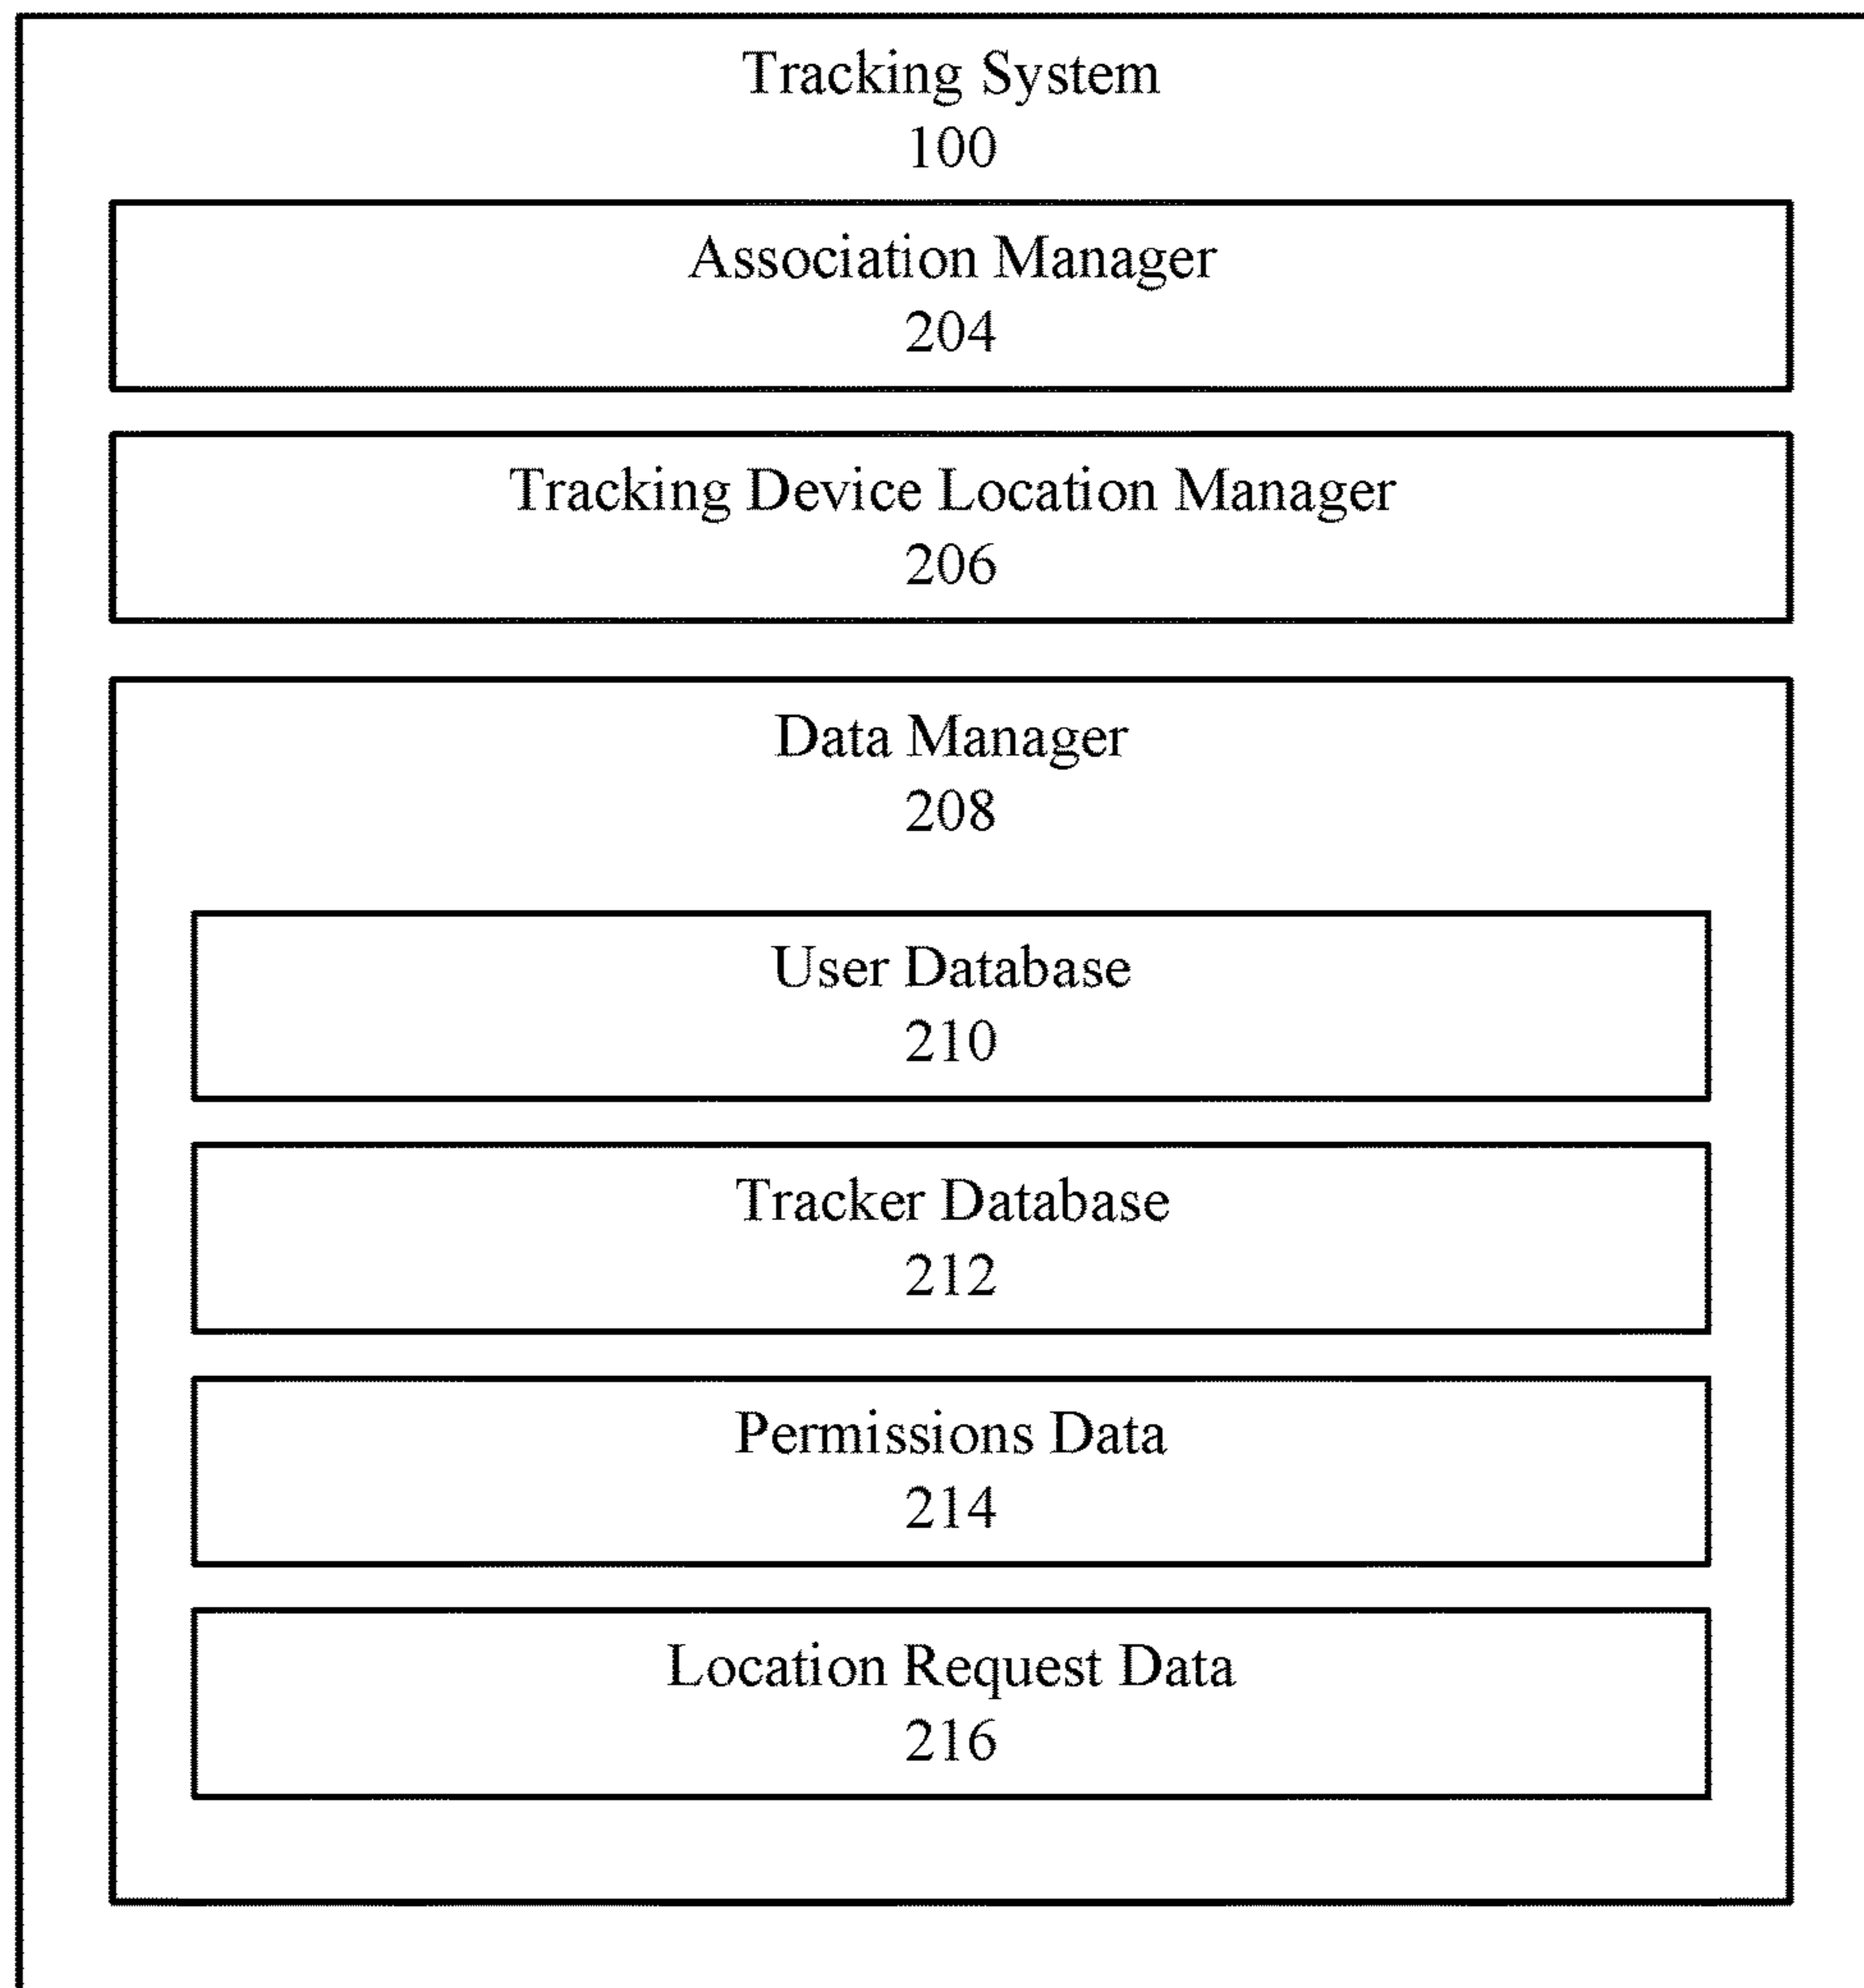 Tracking System
100
Association Manager
204
Tracking Device Location Manager
206
Data Manager
208
User Database
210
Tracker Database
212
Permissions Data
214
Location Request Data
216